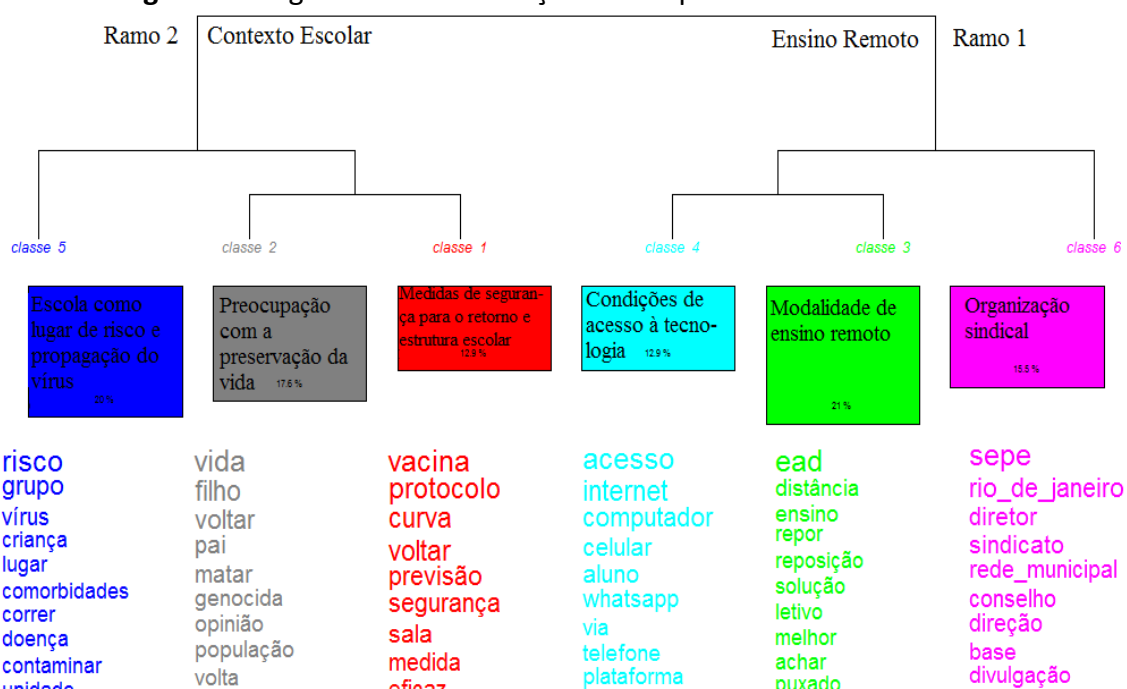 Ramo 2
Contexto Escolar
Ensino Remoto
Ramo 1
classe 5
classe 2
classe 1
classe 4
classe 3
classe 6
Escola como
lugar de risco e
propagação do
vírus
20 %
Preocupação
com a
preservação da
vida
17.6 %
Medidas de seguran-
ça para o retorno e
estrutura escolar
12.9 %
Condições de
acesso à tecno-
logia
12.9 %
Modalidade de
ensino remoto
21 %
Organização
sindical
15.5 %
risco
grupo
vírus
criança
lugar
comorbidades
correr
doença
contaminar
unidade
vida
filho
voltar
pai
matar
genocida
opinião
população
volta
vacina
protocolo
curva
voltar
previsão
segurança
sala
medida
eficaz
acesso
internet
computador
celular
aluno
whatsapp
via
telefone
plataforma
ead
distância
ensino
repor
reposição
solução
letivo
melhor
achar
puxado
sepe
rio_de_janeiro
diretor
sindicato
rede_municipal
conselho
direção
base
divulgação